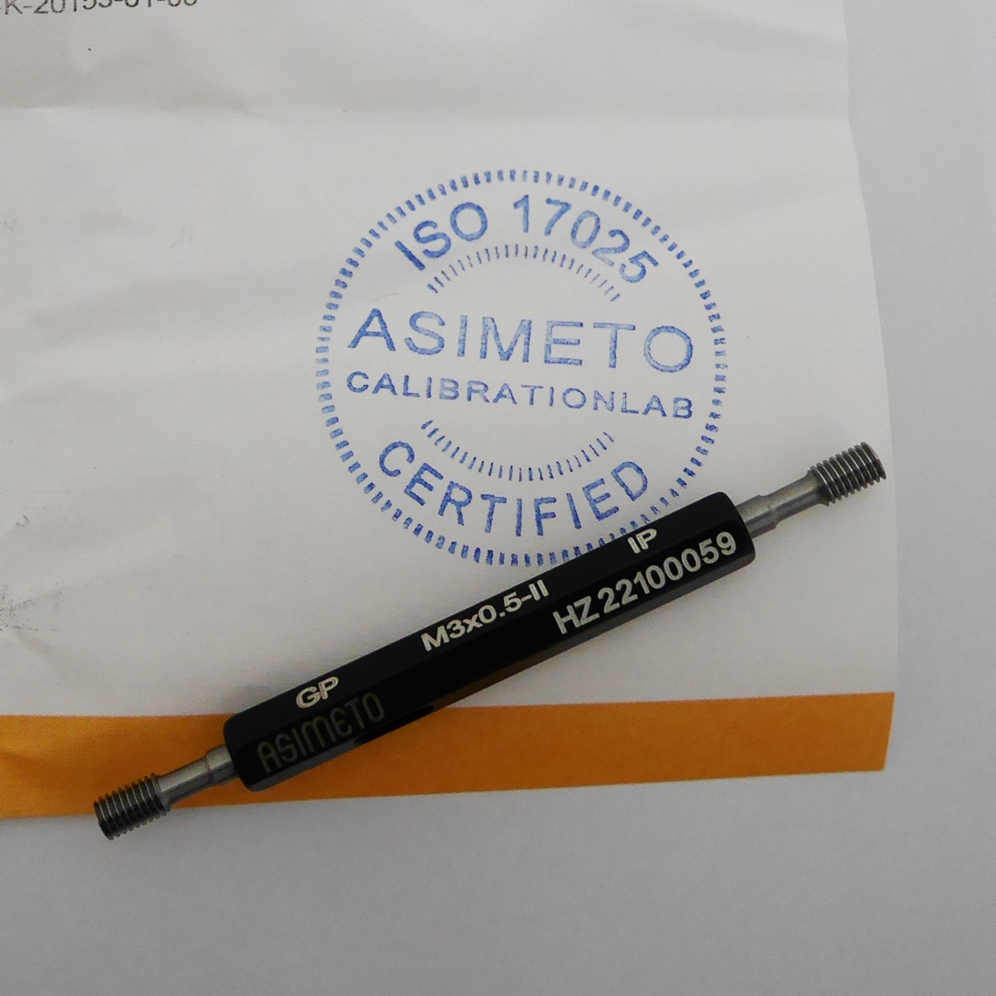 ISO 17025
ASIMETO
CALIBRATIONLAB
CERTIFIED
IP
HZ 22100059
M3x0.5-II
GP
ASIMETO